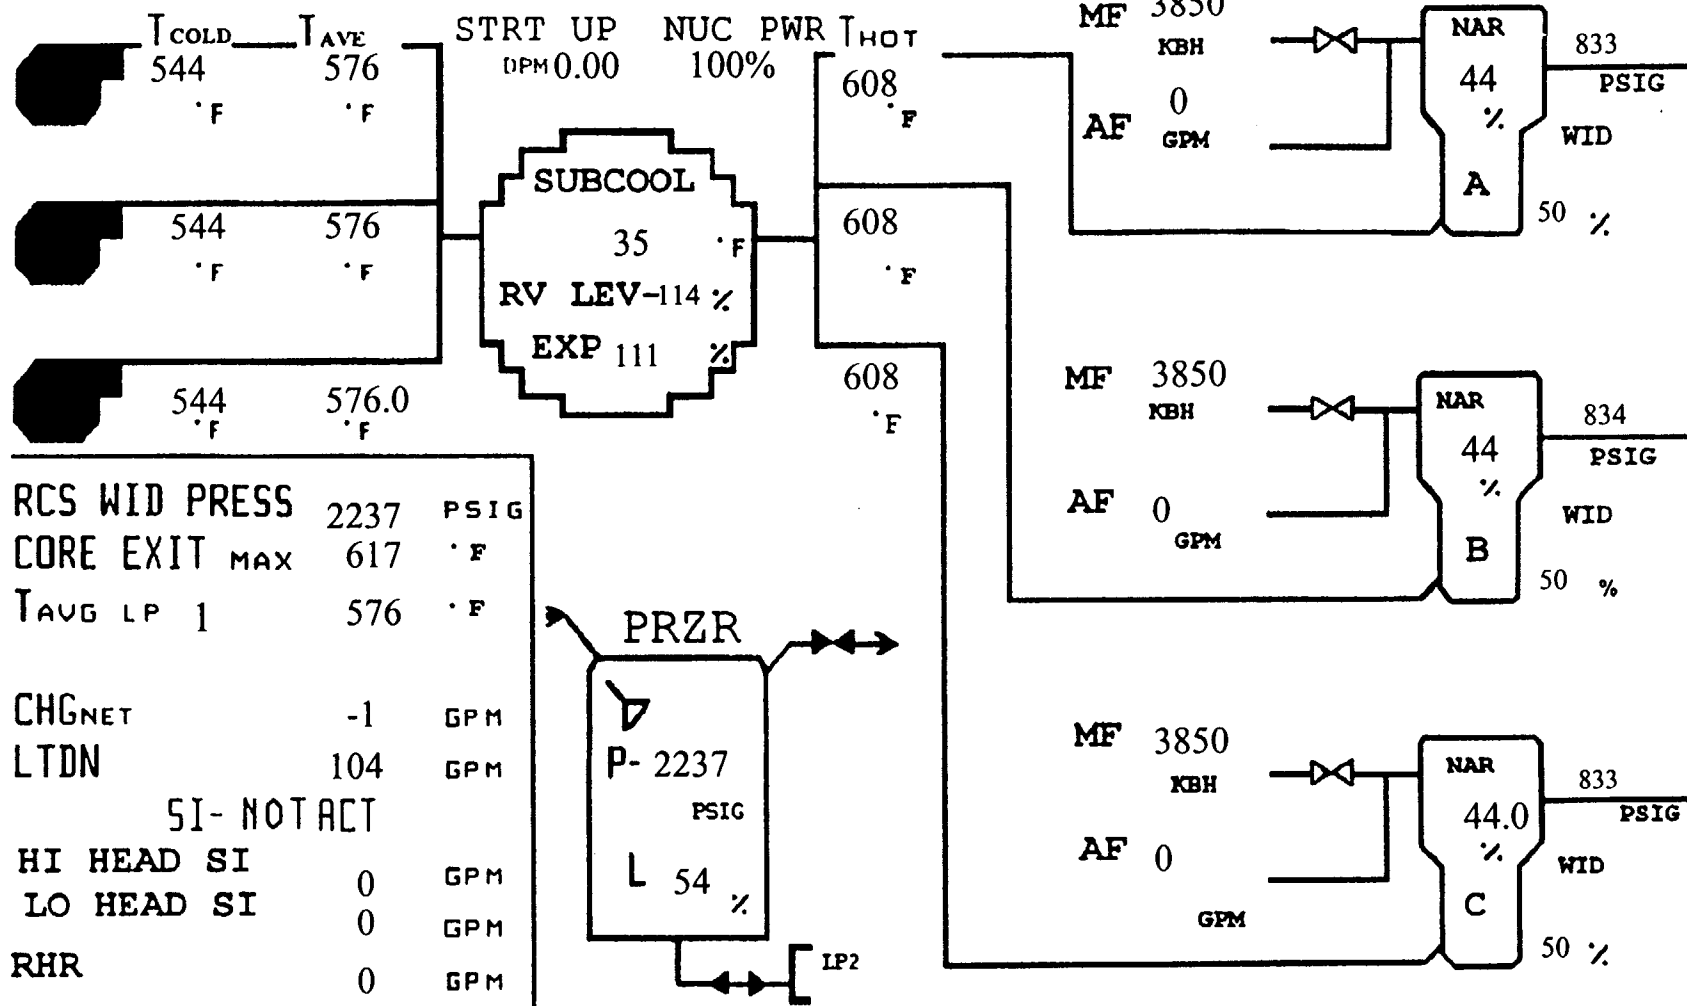 TCOLD TAVE STRT UP NUC PWR THOT
544 576 DPM 0.00 100% 608
°F °F °F
544 576 608
°F °F °F
544 576.0 608
°F °F °F
SUBCOOL
35 °F
RV LEV-114 %
EXP 111 %
RCS WID PRESS 2237 PSIG
CORE EXIT MAX 617 °F
TAVG LP 1 576 °F
CHGNET -1 GPM
LTDN 104 GPM
SI- NOT ACT
HI HEAD SI 0 GPM
LO HEAD SI 0 GPM
RHR 0 GPM
PRZR
P- 2237
PSIG
L 54
%
LP2
MF 3850
KBH
AF 0
GPM
NAR
44
%
A
833
PSIG
WID
50 %
MF 3850
KBH
AF 0
GPM
NAR
44
%
B
834
PSIG
WID
50 %
MF 3850
KBH
AF 0
GPM
NAR
44.0
%
C
833
PSIG
WID
50 %